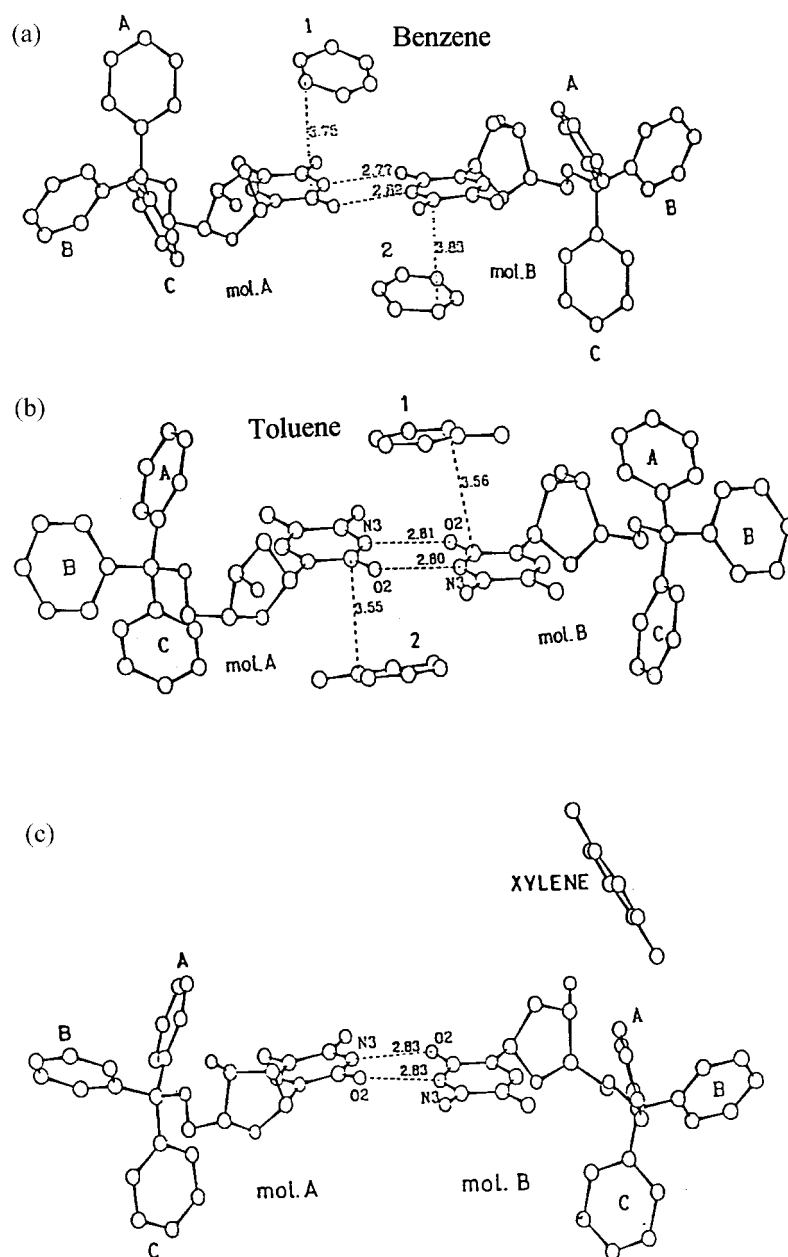 (a)
A
1
Benzene
A
3.75
2.77
2.82
B
B
C
mol.A
2
3.83
mol.B
C
(b)
Toluene
1
A
A
3.56
N3
2.81
O2
B
B
O2
2.80
N3
3.55
C
mol.A
2
mol.B
C
(c)
XYLENE
A
A
B
N3
2.83
O2
O2
2.83
N3
B
mol.A
mol.B
C
C